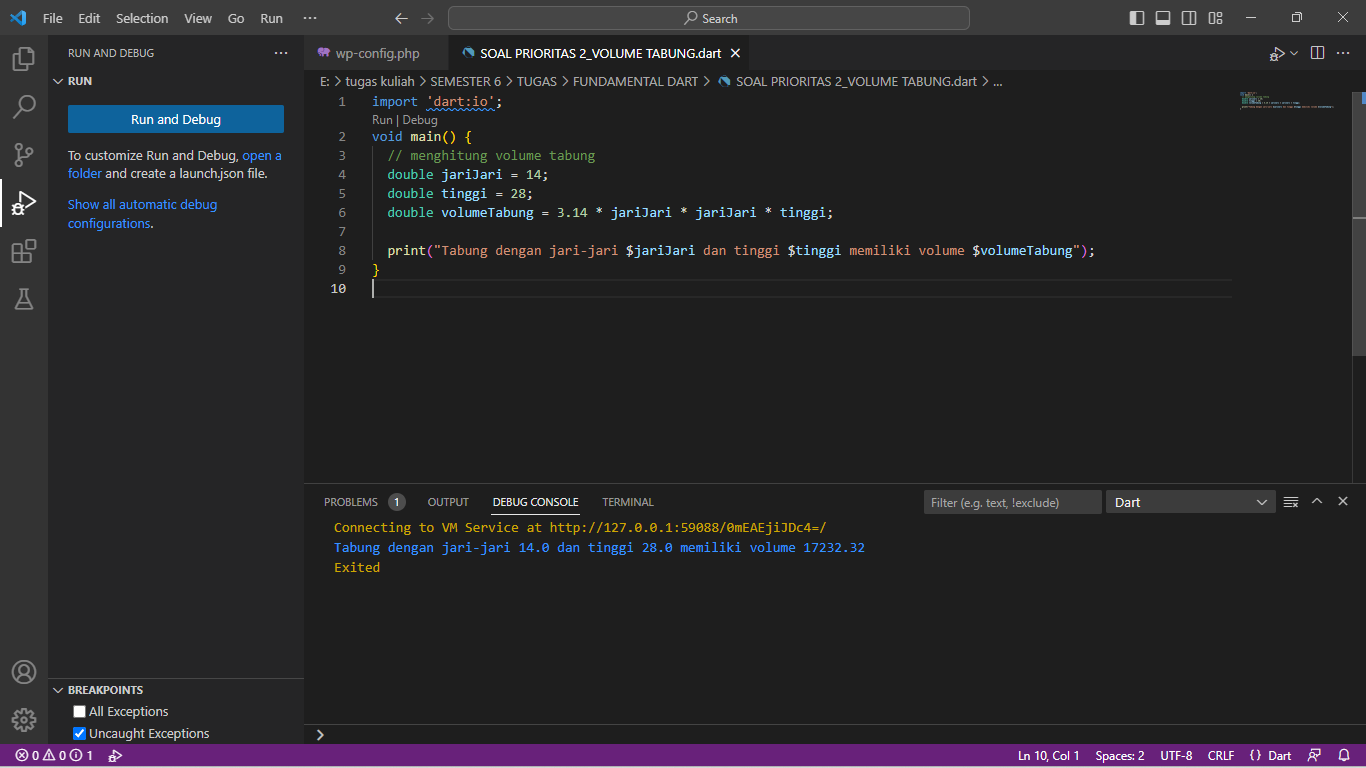 File Edit Selection View Go Run ··· Search
RUN AND DEBUG ···
RUN
Run and Debug
To customize Run and Debug, open a
folder and create a launch.json file.
Show all automatic debug
configurations.
BREAKPOINTS
All Exceptions
Uncaught Exceptions
wp-config.php SOAL PRIORITAS 2_VOLUME TABUNG.dart
E: > tugas kuliah > SEMESTER 6 > TUGAS > FUNDAMENTAL DART > SOAL PRIORITAS 2_VOLUME TABUNG.dart > ...
1 import 'dart:io';
Run | Debug
2 void main() {
3 // menghitung volume tabung
4 double jariJari = 14;
5 double tinggi = 28;
6 double volumeTabung = 3.14 * jariJari * jariJari * tinggi;
7
8 print("Tabung dengan jari-jari $jariJari dan tinggi $tinggi memiliki volume $volumeTabung");
9 }
10
PROBLEMS 1 OUTPUT DEBUG CONSOLE TERMINAL Filter (e.g. text, !exclude) Dart
Connecting to VM Service at http://127.0.0.1:59088/0mEAEjiJDc4=/
Tabung dengan jari-jari 14.0 dan tinggi 28.0 memiliki volume 17232.32
Exited
>
0 0 1 Ln 10, Col 1 Spaces: 2 UTF-8 CRLF {} Dart